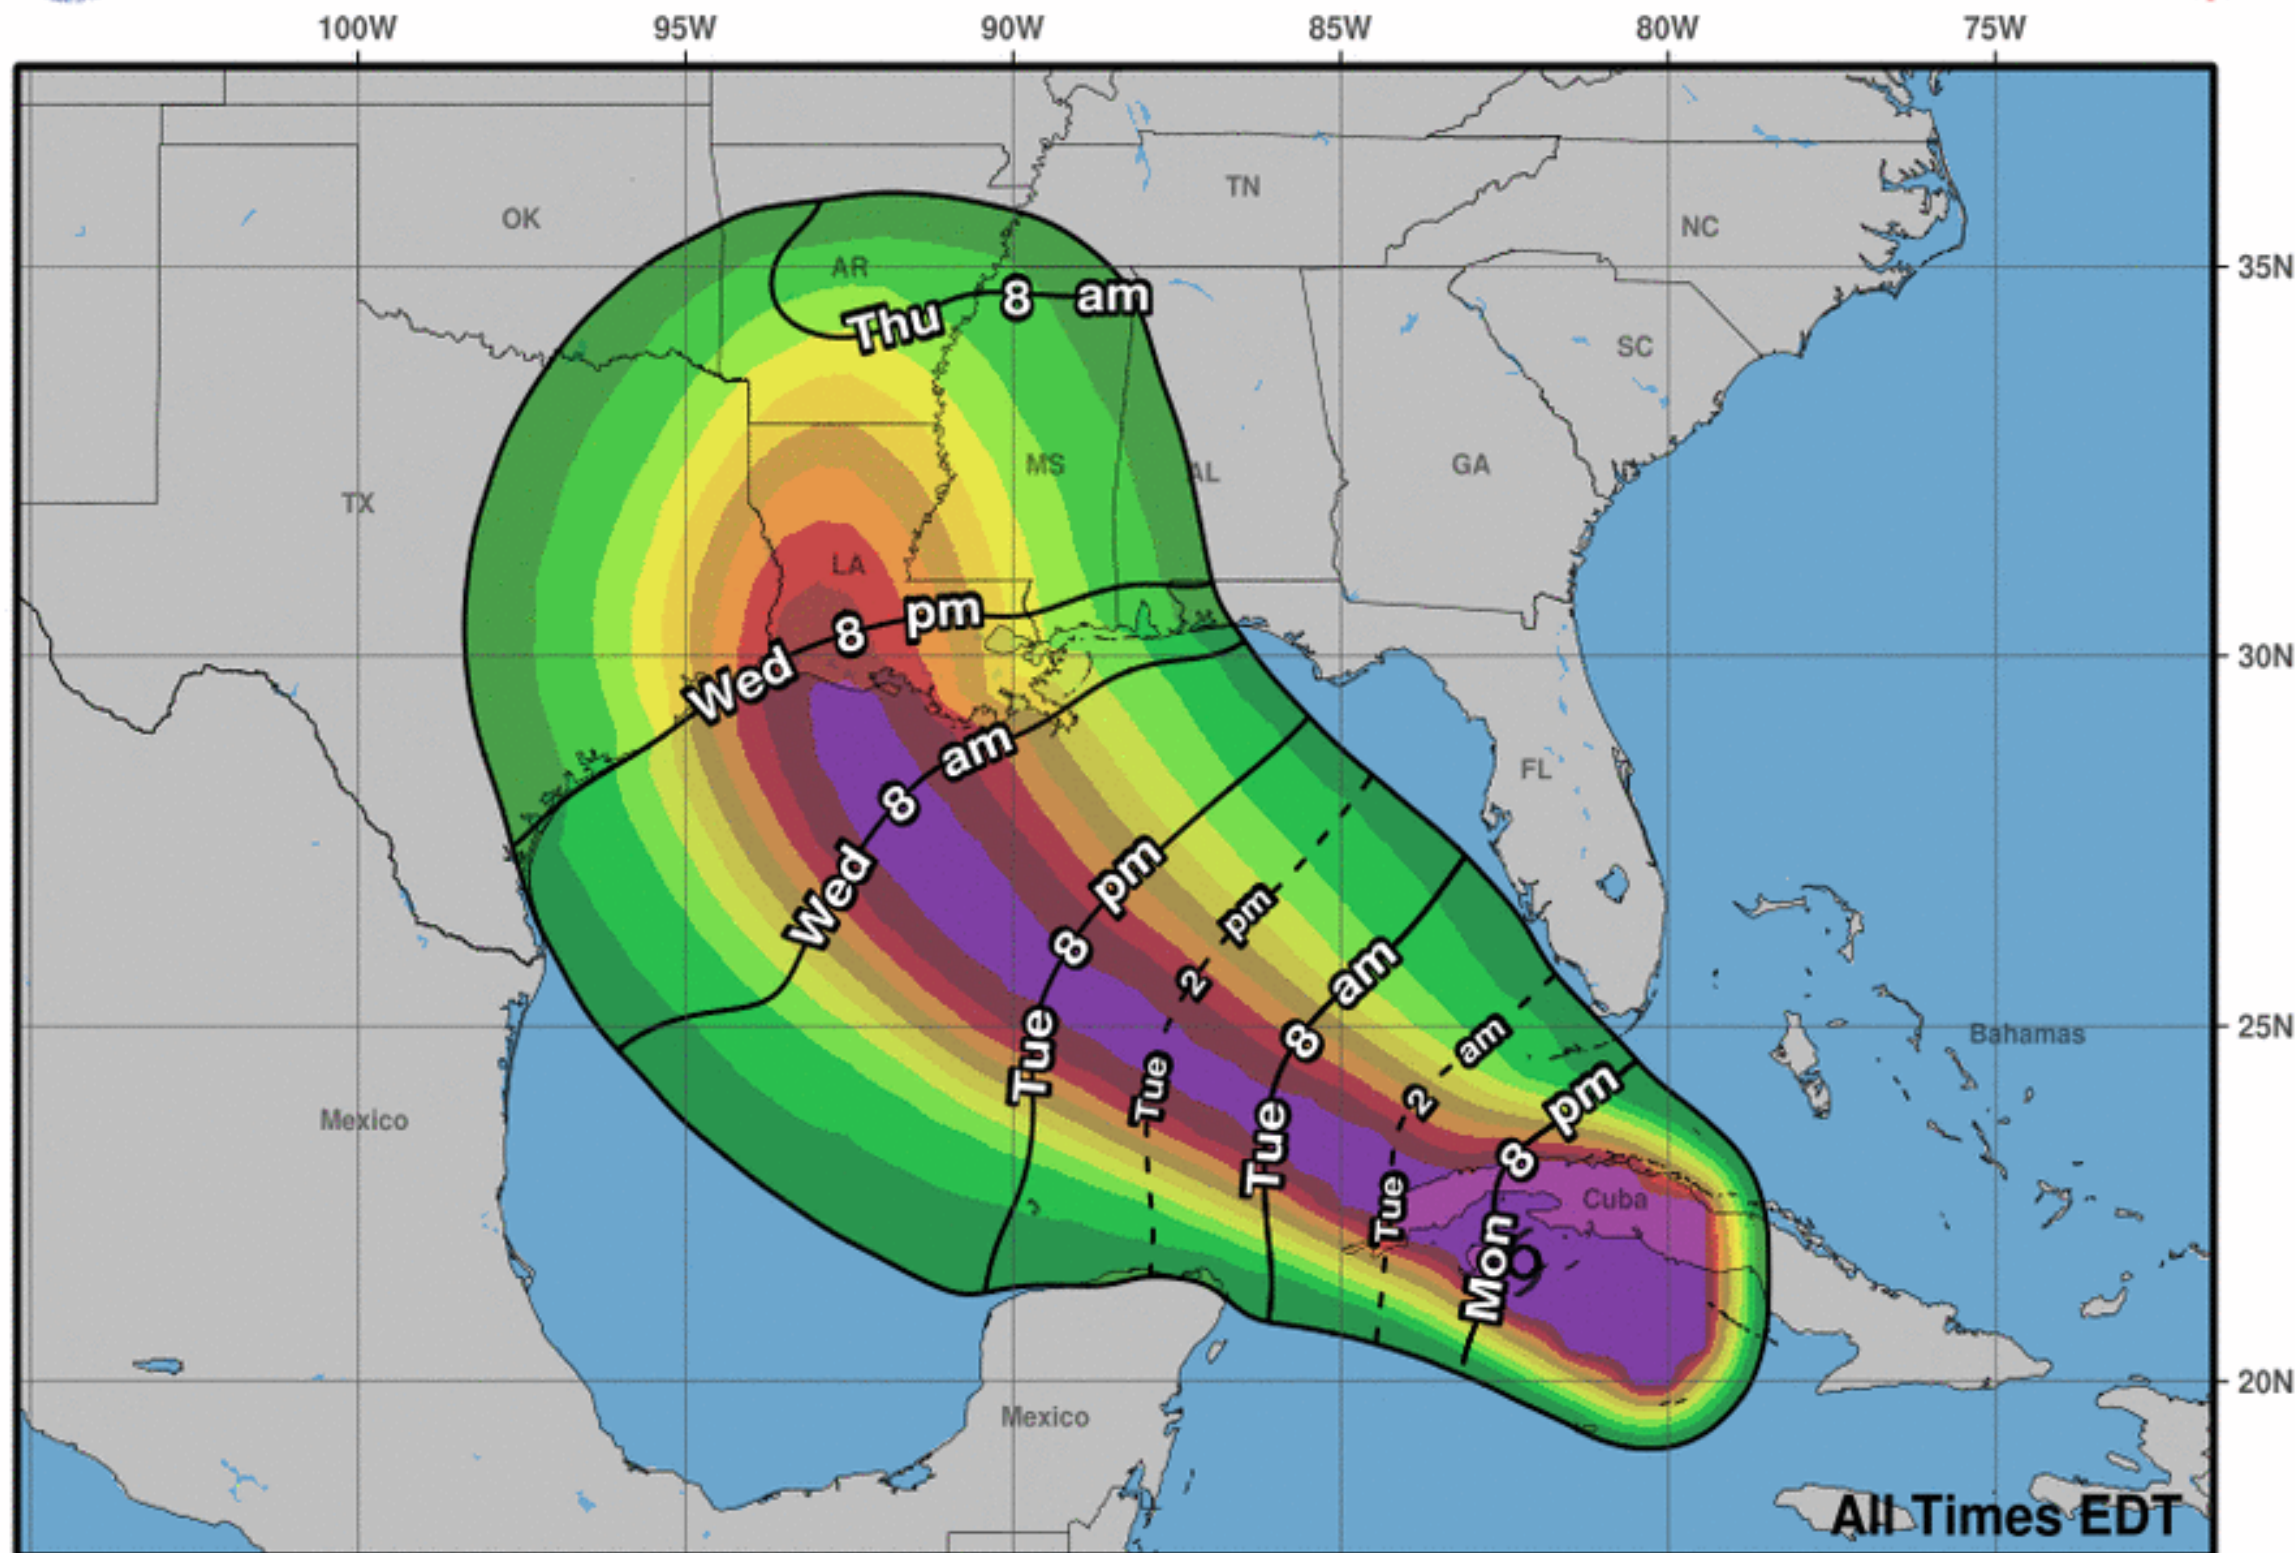 100W 95W 90W 85W 80W 75W
TN
OK
NC
AR
35N
Thu 8 am
SC
MS
AL
GA
TX
LA
Wed 8 pm
30N
Wed 8 am
FL
Tue 8 pm
Tue 2 pm
Tue 8 am
25N
Bahamas
Tue 2 am
Mon 8 pm
Mexico
Cuba
20N
Mexico
All Times EDT